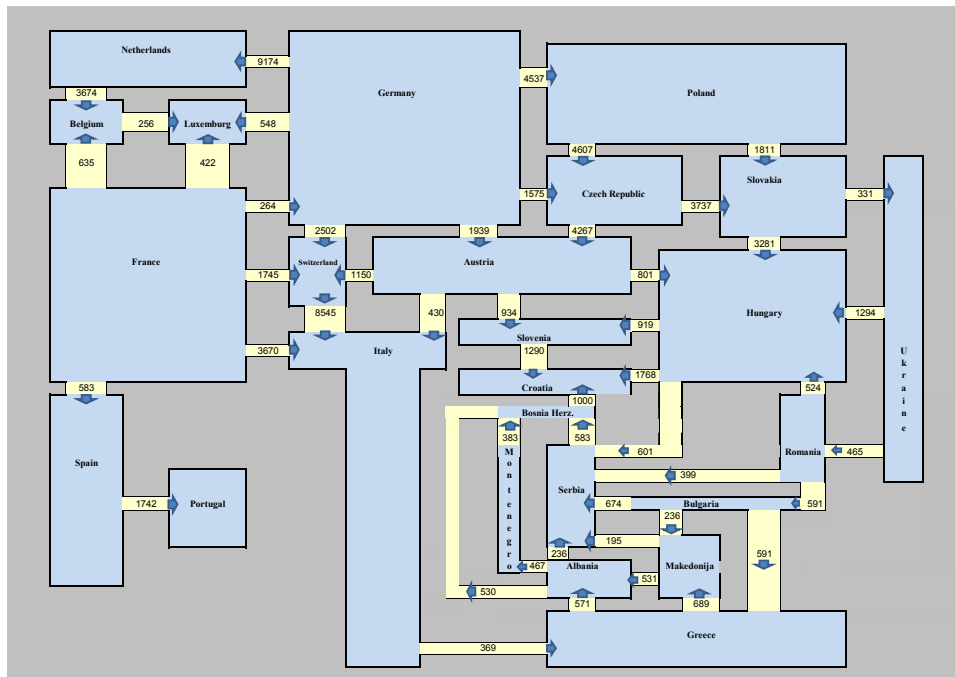 Netherlands
9174
Germany
4537
Poland
3674
Belgium
256
Luxemburg
548
635
422
4607
1811
Czech Republic
Slovakia
1575
3737
331
264
2502
1939
4267
3281
France
Switzerland
Austria
1745
1150
801
Hungary
8545
430
934
919
1294
Slovenia
3670
Italy
1290
Ukraine
583
1768
524
Croatia
1000
Bosnia Herz.
383
583
601
Romania
465
Montenegro
Spain
399
Serbia
1742
Portugal
674
Bulgaria
591
236
195
591
236
467
Albania
531
Makedonija
530
571
689
Greece
369